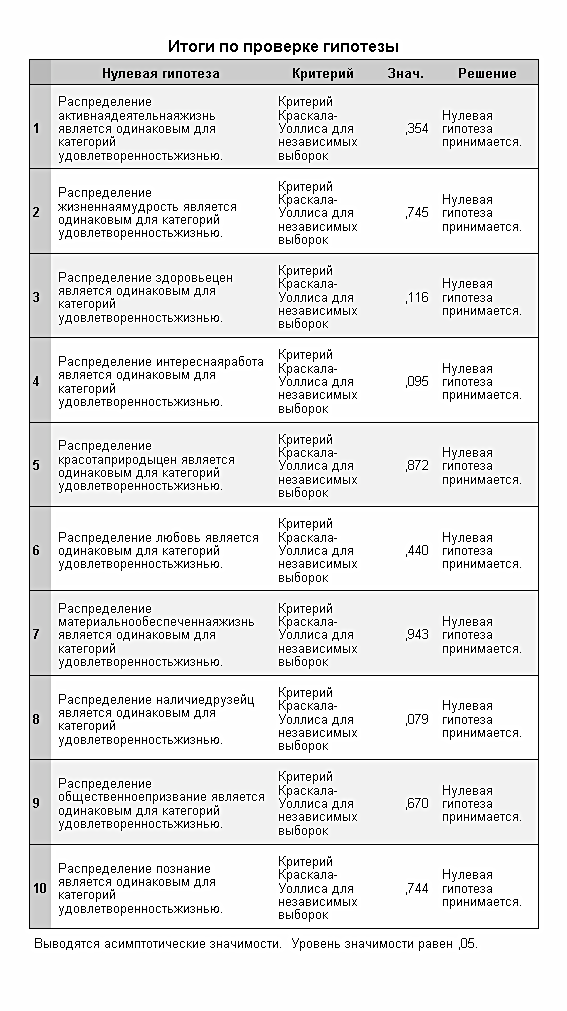 Итоги по проверке гипотезы
Нулевая гипотеза Критерий Знач. Решение
1
Распределение
активнаядеятельнаяжизнь
является одинаковым для
категорий
удовлетворенностьжизнью.
Критерий
Краскала-
Уоллиса для
независимых
выборок
,354
Нулевая
гипотеза
принимается.
2
Распределение
жизненнаямудрость является
одинаковым для категорий
удовлетворенностьжизнью.
Критерий
Краскала-
Уоллиса для
независимых
выборок
,745
Нулевая
гипотеза
принимается.
3
Распределение здоровьецен
является одинаковым для
категорий
удовлетворенностьжизнью.
Критерий
Краскала-
Уоллиса для
независимых
выборок
,116
Нулевая
гипотеза
принимается.
4
Распределение интереснаяработа
является одинаковым для
категорий
удовлетворенностьжизнью.
Критерий
Краскала-
Уоллиса для
независимых
выборок
,095
Нулевая
гипотеза
принимается.
5
Распределение
красотаприродыцен является
одинаковым для категорий
удовлетворенностьжизнью.
Критерий
Краскала-
Уоллиса для
независимых
выборок
,872
Нулевая
гипотеза
принимается.
6
Распределение любовь является
одинаковым для категорий
удовлетворенностьжизнью.
Критерий
Краскала-
Уоллиса для
независимых
выборок
,440
Нулевая
гипотеза
принимается.
7
Распределение
материальнообеспеченнаяжизнь
является одинаковым для
категорий
удовлетворенностьжизнью.
Критерий
Краскала-
Уоллиса для
независимых
выборок
,943
Нулевая
гипотеза
принимается.
8
Распределение наличиедрузейц
является одинаковым для
категорий
удовлетворенностьжизнью.
Критерий
Краскала-
Уоллиса для
независимых
выборок
,079
Нулевая
гипотеза
принимается.
9
Распределение
общественноепризвание является
одинаковым для категорий
удовлетворенностьжизнью.
Критерий
Краскала-
Уоллиса для
независимых
выборок
,670
Нулевая
гипотеза
принимается.
10
Распределение познание
является одинаковым для
категорий
удовлетворенностьжизнью.
Критерий
Краскала-
Уоллиса для
независимых
выборок
,744
Нулевая
гипотеза
принимается.
Выводятся асимптотические значимости. Уровень значимости равен ,05.